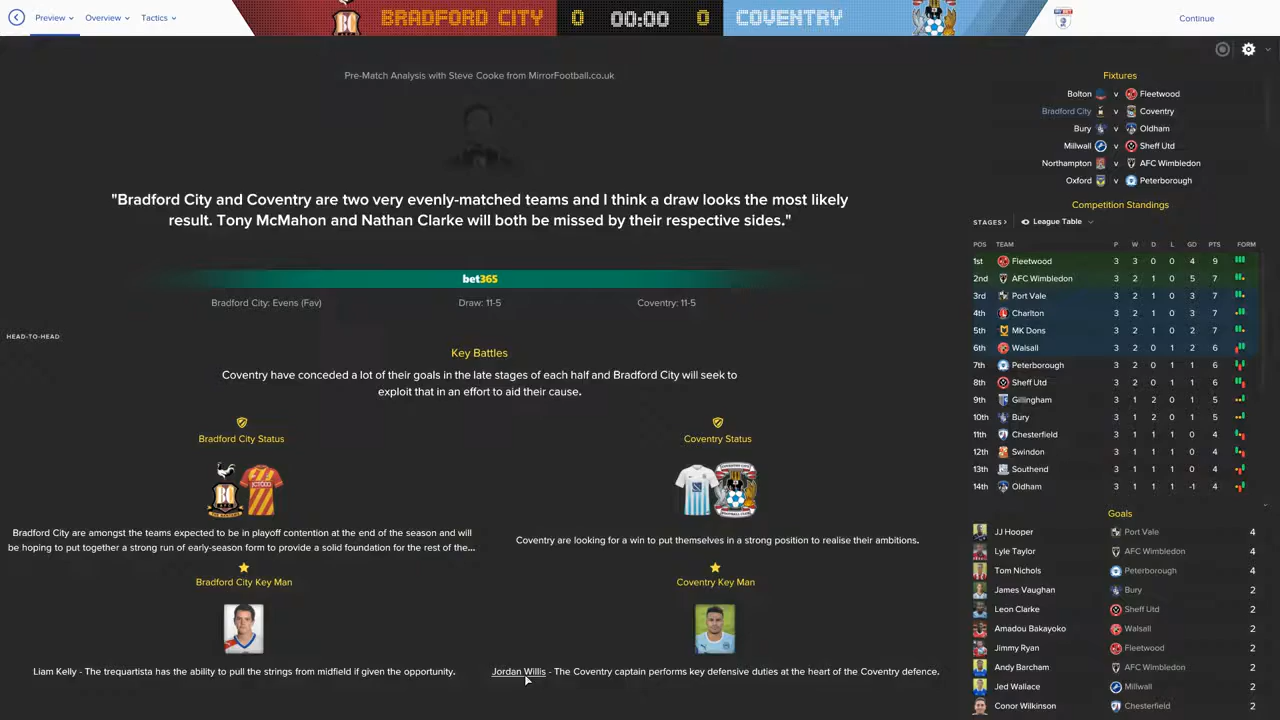 Preview Overview Tactics
BRADFORD CITY 0 00:00 0 COVENTRY
Continue
Pre-Match Analysis with Steve Cooke from MirrorFootball.co.uk
"Bradford City and Coventry are two very evenly-matched teams and I think a draw looks the most likely
result. Tony McMahon and Nathan Clarke will both be missed by their respective sides."
bet365
Bradford City: Evens (Fav) Draw: 11-5 Coventry: 11-5
HEAD-TO-HEAD
Key Battles
Coventry have conceded a lot of their goals in the late stages of each half and Bradford City will seek to
exploit that in an effort to aid their cause.
Bradford City Status
Coventry Status
Bradford City are amongst the teams expected to be in playoff contention at the end of the season and will
be hoping to put together a strong run of early-season form to provide a solid foundation for the rest of the...
Coventry are looking for a win to put themselves in a strong position to realise their ambitions.
Bradford City Key Man
Coventry Key Man
Liam Kelly - The trequartista has the ability to pull the strings from midfield if given the opportunity.
Jordan Willis - The Coventry captain performs key defensive duties at the heart of the Coventry defence.
Fixtures
Bolton v Fleetwood
Bradford City v Coventry
Bury v Oldham
Millwall v Sheff Utd
Northampton v AFC Wimbledon
Oxford v Peterborough
Competition Standings
STAGES> League Table
POS TEAM P W D L GD PTS FORM
1st Fleetwood 3 3 0 0 4 9
2nd AFC Wimbledon 3 2 1 0 5 7
3rd Port Vale 3 2 1 0 3 7
4th Charlton 3 2 1 0 3 7
5th MK Dons 3 2 1 0 2 7
6th Walsall 3 2 0 1 2 6
7th Peterborough 3 2 0 1 1 6
8th Sheff Utd 3 2 0 1 1 6
9th Gillingham 3 1 2 0 1 5
10th Bury 3 1 2 0 1 5
11th Chesterfield 3 1 1 1 0 4
12th Swindon 3 1 1 1 0 4
13th Southend 3 1 1 1 0 4
14th Oldham 3 1 1 1 -1 4
Goals
JJ Hooper Port Vale 4
Lyle Taylor AFC Wimbledon 4
Tom Nichols Peterborough 4
James Vaughan Bury 2
Leon Clarke Sheff Utd 2
Amadou Bakayoko Walsall 2
Jimmy Ryan Fleetwood 2
Andy Barcham AFC Wimbledon 2
Jed Wallace Millwall 2
Conor Wilkinson Chesterfield 2